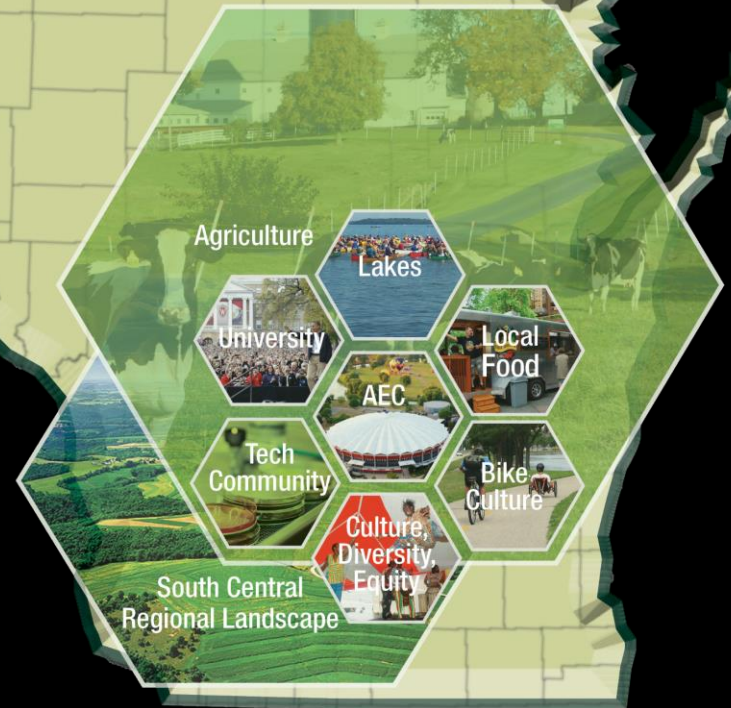 Agriculture
Lakes
University
Local
Food
AEC
Tech
Community
Bike
Culture
Culture,
Diversity,
Equity
South Central
Regional Landscape